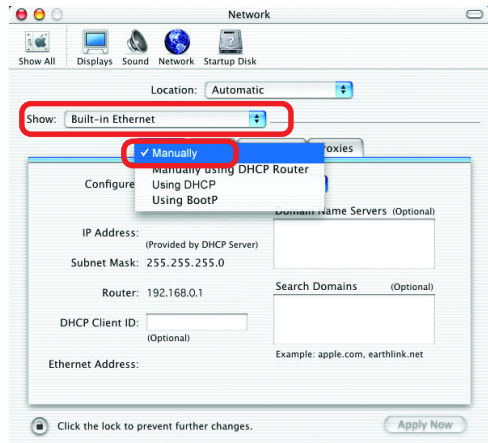 Network
Show All Displays Sound Network Startup Disk
Location: Automatic
Show: Built-in Ethernet
✓ Manually
Manually using DHCP Router
Using DHCP
Using BootP
oxies
Configure
Domain Name Servers (Optional)
IP Address:
(Provided by DHCP Server)
Subnet Mask: 255.255.255.0
Router: 192.168.0.1
Search Domains (Optional)
DHCP Client ID:
(Optional)
Example: apple.com, earthlink.net
Ethernet Address:
Click the lock to prevent further changes.
Apply Now